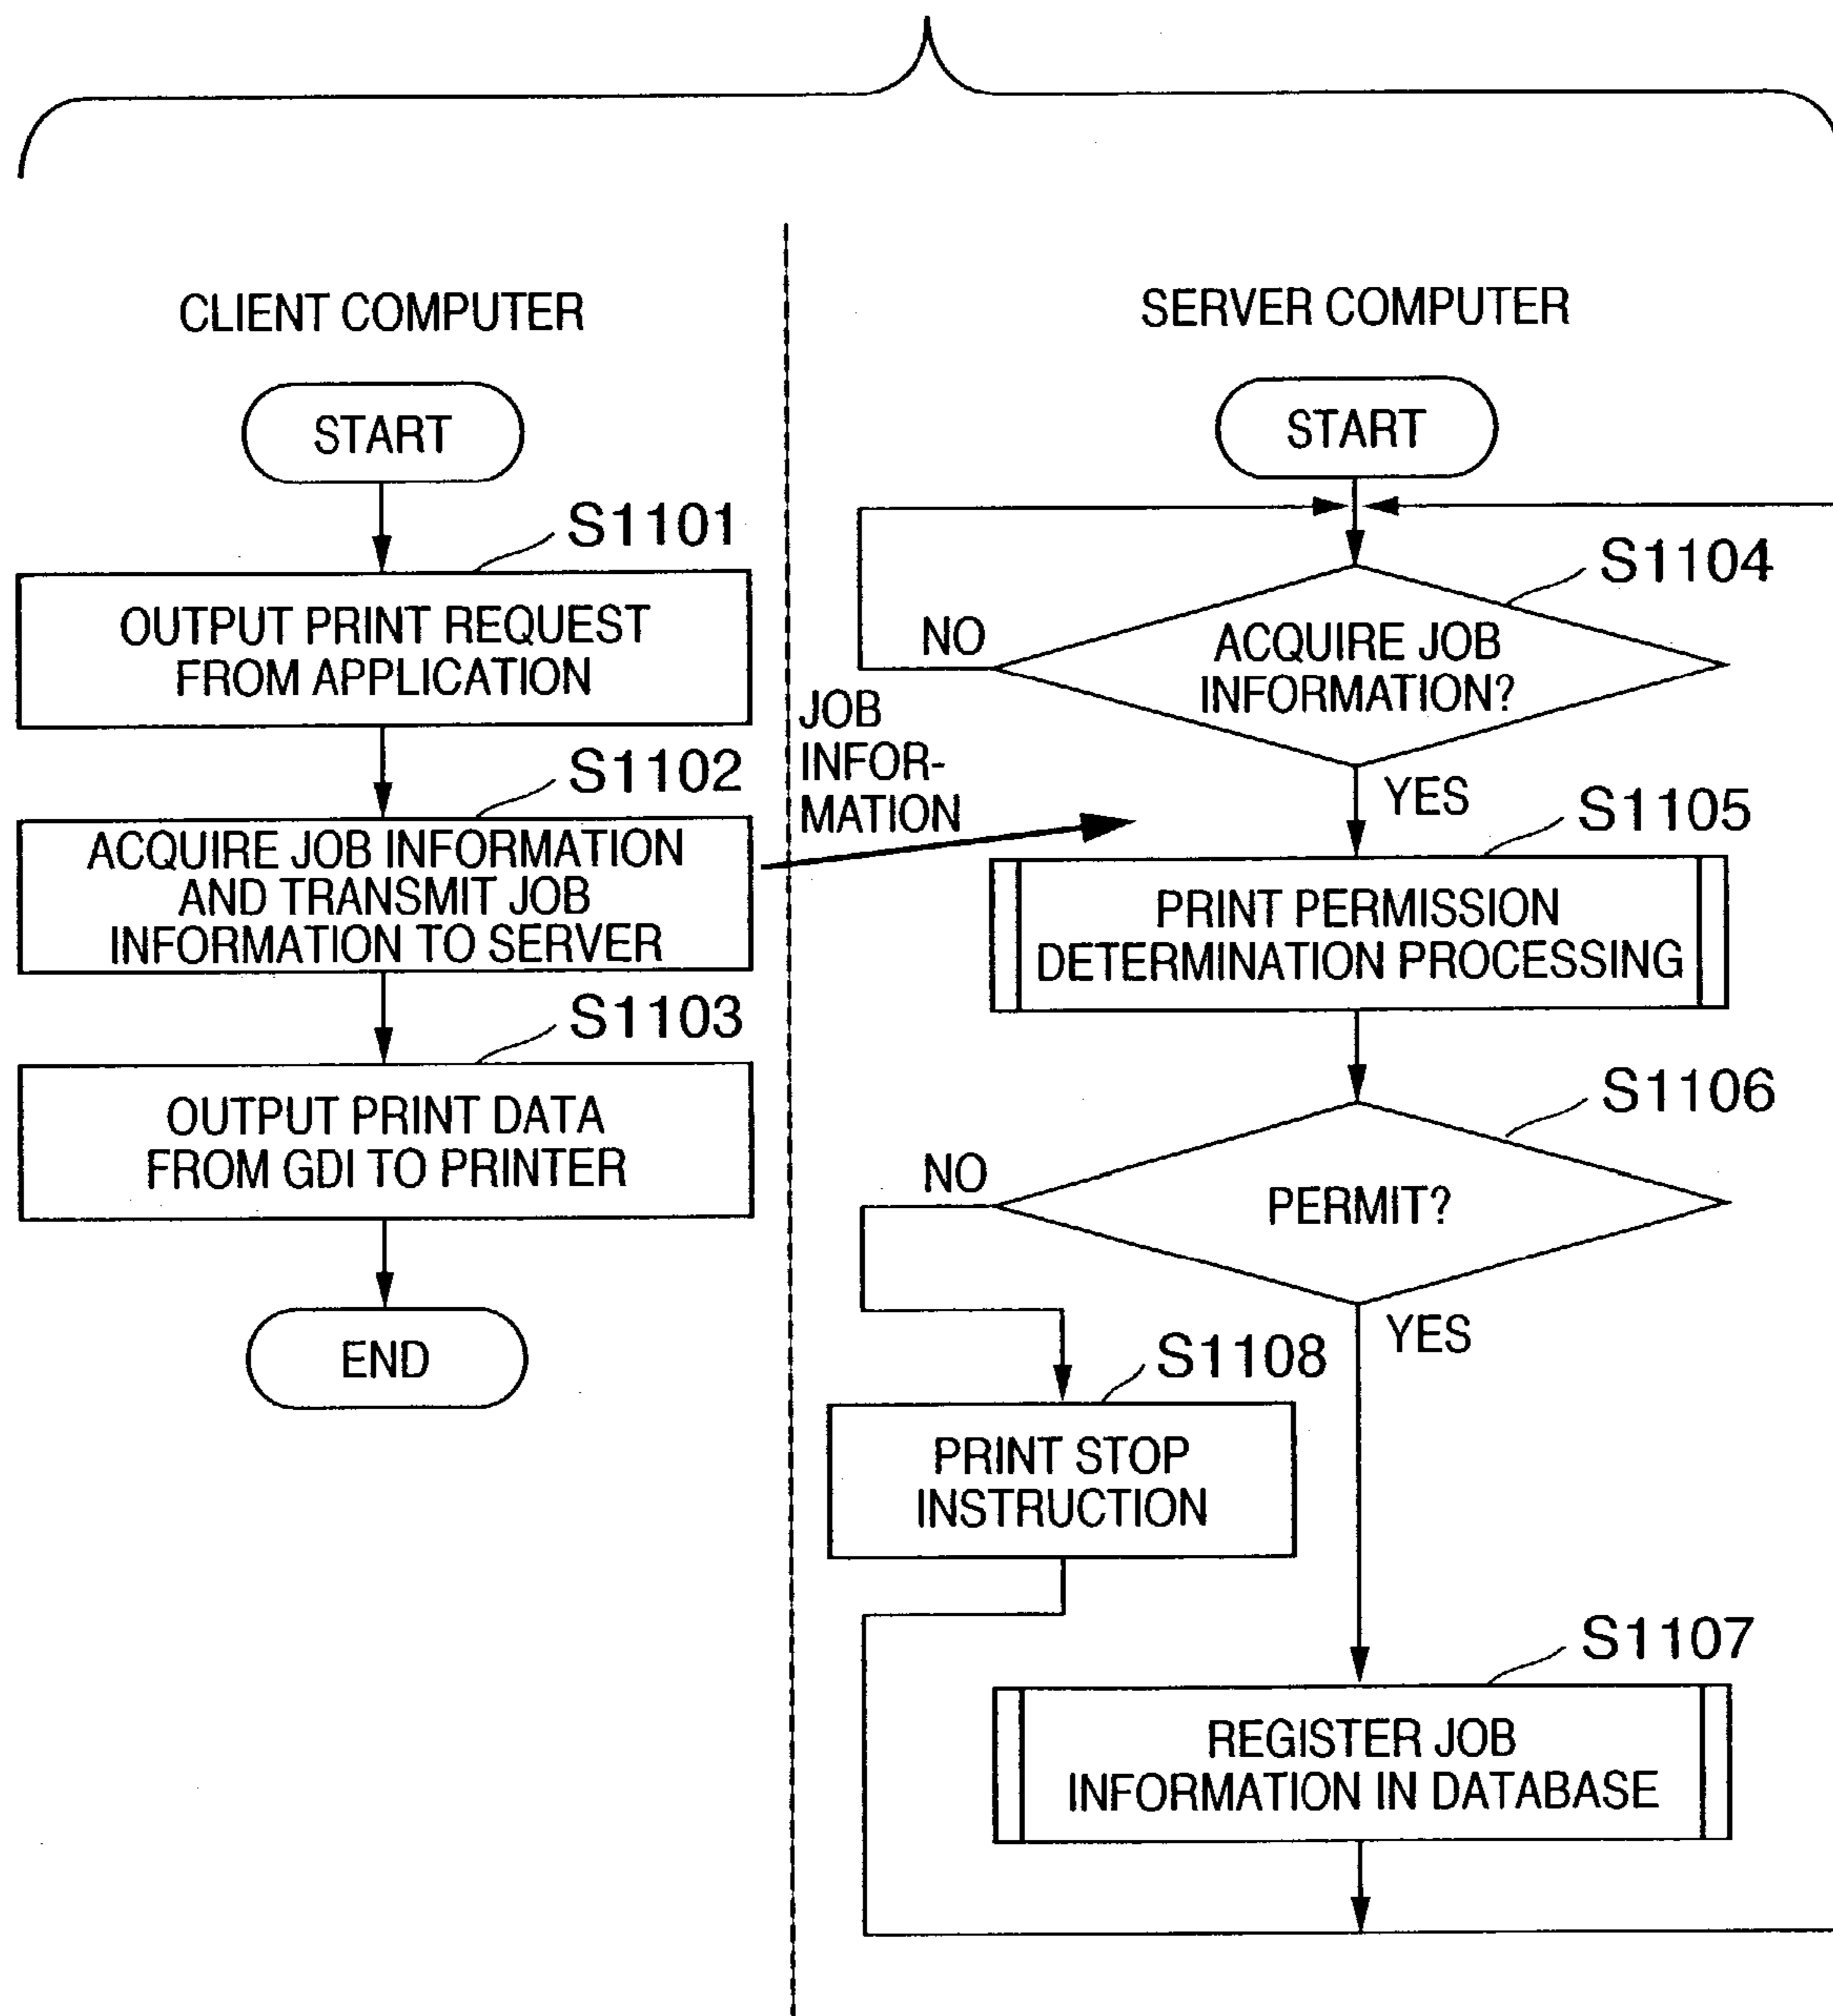 CLIENT COMPUTER
START
S1101
OUTPUT PRINT REQUEST
FROM APPLICATION
S1102
ACQUIRE JOB INFORMATION
AND TRANSMIT JOB
INFORMATION TO SERVER
S1103
OUTPUT PRINT DATA
FROM GDI TO PRINTER
END
JOB
INFOR-
MATION
SERVER COMPUTER
START
S1104
NO
ACQUIRE JOB
INFORMATION?
YES
S1105
PRINT PERMISSION
DETERMINATION PROCESSING
S1106
NO
PERMIT?
YES
S1108
PRINT STOP
INSTRUCTION
S1107
REGISTER JOB
INFORMATION IN DATABASE